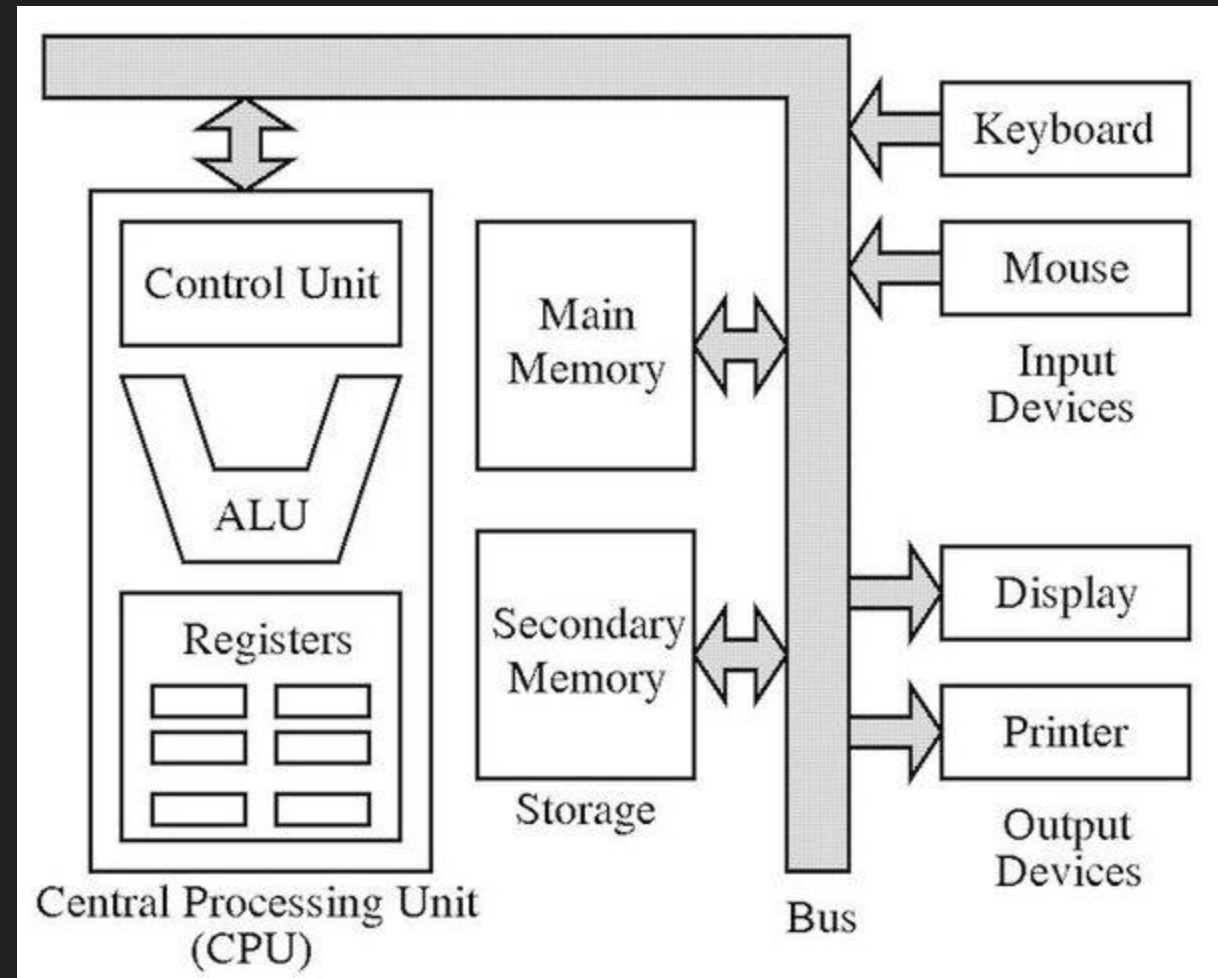 Control Unit
ALU
Registers
Central Processing Unit
(CPU)
Main
Memory
Secondary
Memory
Storage
Bus
Keyboard
Mouse
Input
Devices
Display
Printer
Output
Devices